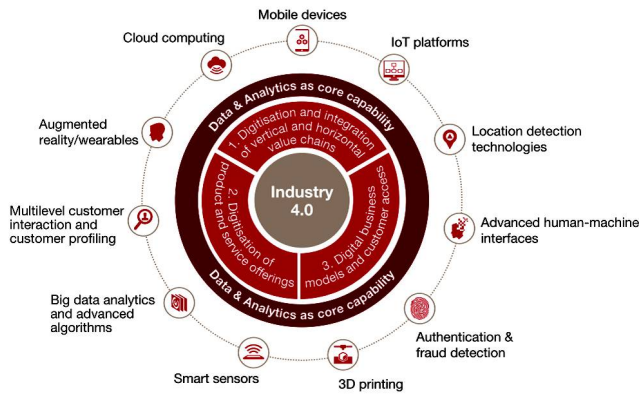 Mobile devices
Cloud computing
IoT platforms
Augmented
reality/wearables
Location detection
technologies
Multilevel customer
interaction and
customer profiling
Advanced human-machine
interfaces
Big data analytics
and advanced
algorithms
Authentication &
fraud detection
Smart sensors
3D printing
Data & Analytics as core capability
1. Digitisation and integration
of vertical and horizontal
value chains
2. Digitisation of
product and service offerings
3. Digital business
models and customer access
Industry
4.0
Data & Analytics as core capability